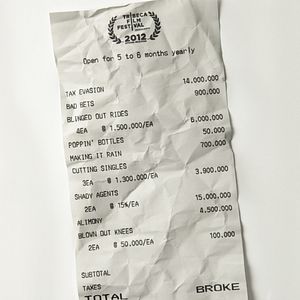 TRIBECA
FILM
FESTIVAL
2012
Open for 5 to 6 months yearly
TAX EVASION 14.000.000
BAD BETS 900.000
BLINGED OUT RIDES
4EA @ 1.500.000/EA 6.000.000
POPPIN' BOTTLES 50.000
MAKING IT RAIN 700.000
CUTTING SINGLES
3EA @ 1.300.000/EA 3.900.000
SHADY AGENTS
2EA @ 15%/EA 15.000.000
ALIMONY 4.500.000
BLOWN OUT KNEES
2EA @ 50.000/EA 100.000
SUBTOTAL
TAXES
TOTAL BROKE